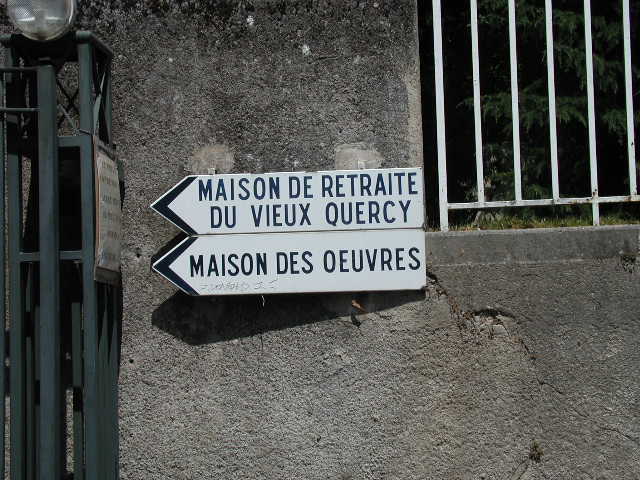 MAISON DE RETRAITE
DU VIEUX QUERCY
MAISON DES OEUVRES